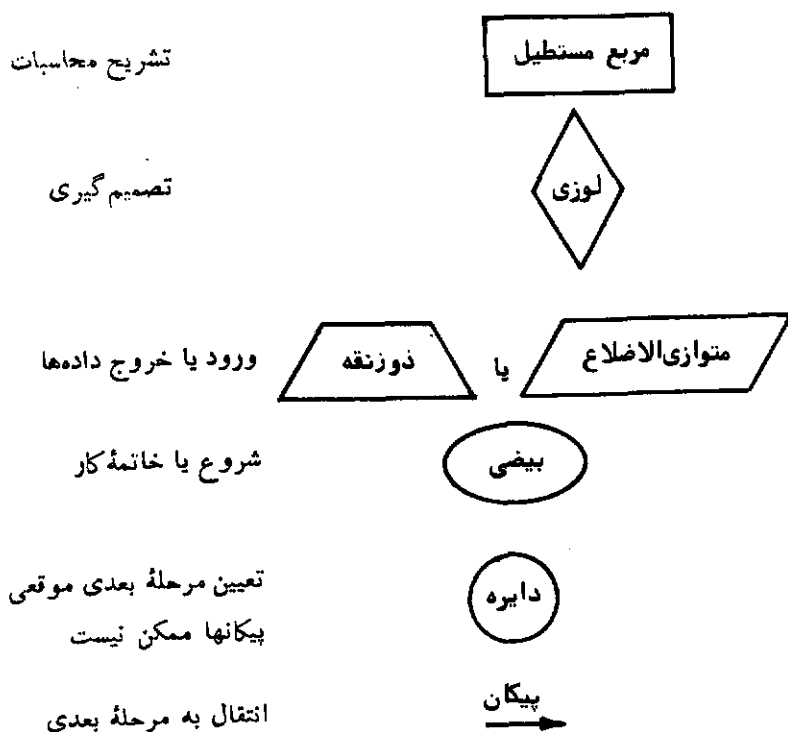 مربع مستطیل تشریح محاسبات
لوزی تصمیم‌گیری
متوازی‌الاضلاع یا ذوزنقه ورود یا خروج داده‌ها
بیضی شروع یا خاتمهٔ کار
دایره تعیین مرحلهٔ بعدی موقعی
پیکانها ممکن نیست
پیکان انتقال به مرحلهٔ بعدی